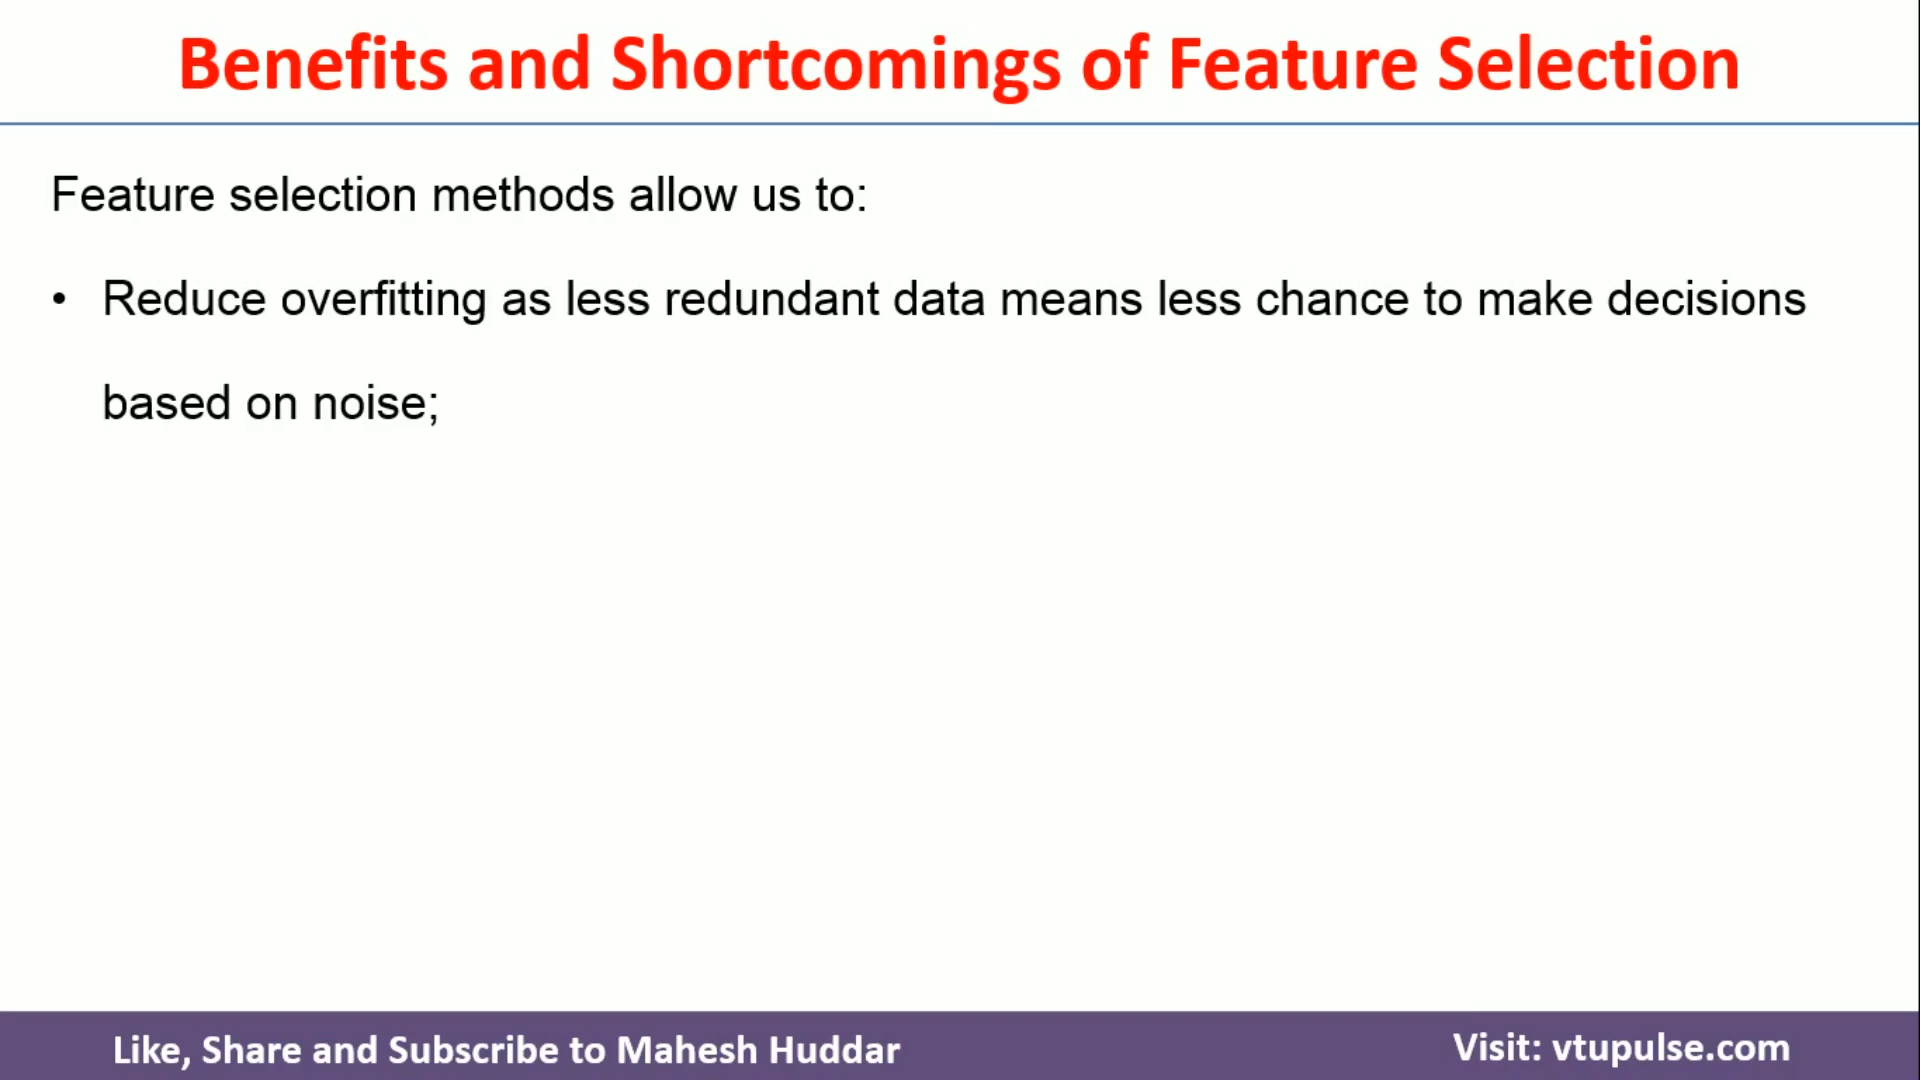 Benefits and Shortcomings of Feature Selection
Feature selection methods allow us to:
• Reduce overfitting as less redundant data means less chance to make decisions
based on noise;
Like, Share and Subscribe to Mahesh Huddar
Visit: vtupulse.com